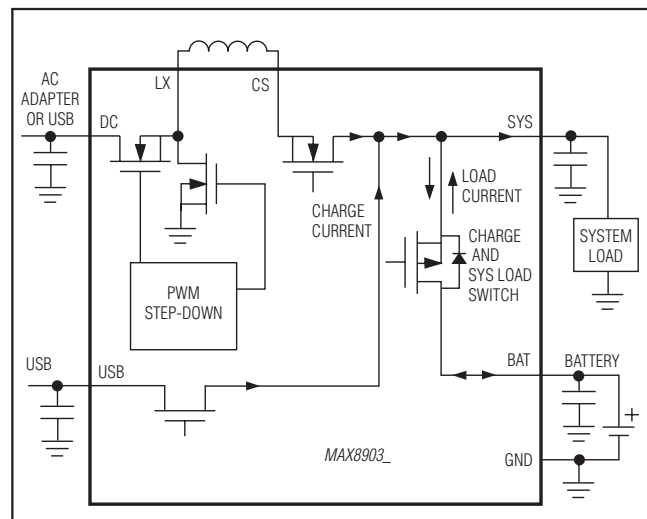 AC
ADAPTER
OR USB
LX
CS
DC
SYS
LOAD
CURRENT
CHARGE
CURRENT
CHARGE
AND
SYS LOAD
SWITCH
SYSTEM
LOAD
PWM
STEP-DOWN
USB
USB
BAT
BATTERY
+
MAX8903_
GND